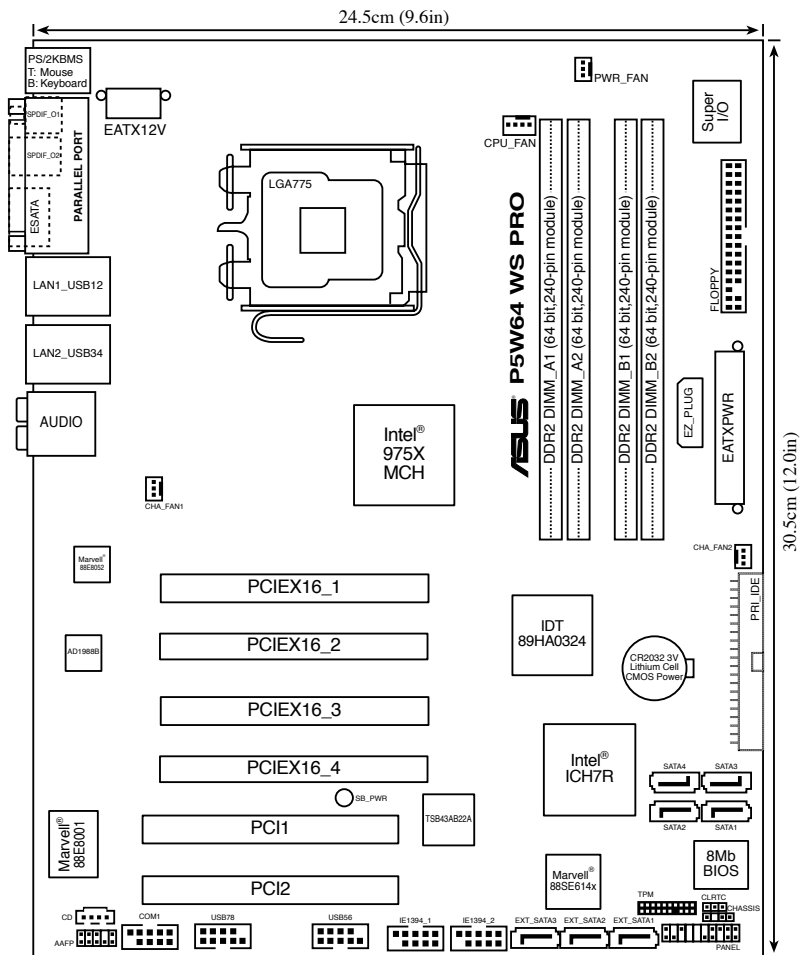 24.5cm (9.6in)
PS/2KBMS
T: Mouse
B: Keyboard
PWR_FAN
Super
I/O
SPDIF_O1
EATX12V
CPU_FAN
SPDIF_O2
PARALLEL PORT
ESATA
LGA775
FLOPPY
LAN1_USB12
LAN2_USB34
AUDIO
ASUS® P5W64 WS PRO
DDR2 DIMM_A1 (64 bit,240-pin module)
DDR2 DIMM_A2 (64 bit,240-pin module)
DDR2 DIMM_B1 (64 bit,240-pin module)
DDR2 DIMM_B2 (64 bit,240-pin module)
EZ_PLUG
EATXPWR
30.5cm (12.0in)
Intel®
975X
MCH
CHA_FAN1
CHA_FAN2
Marvell®
88E8052
PCIEX16_1
PRI_IDE
IDT
89HA0324
AD1988B
PCIEX16_2
CR2032 3V
Lithium Cell
CMOS Power
PCIEX16_3
Intel®
ICH7R
PCIEX16_4
SATA4
SATA3
SB_PWR
TSB43AB22A
SATA2
SATA1
Marvell®
88E8001
PCI1
8Mb
BIOS
Marvell®
88SE614x
PCI2
TPM
CLRTC
CHASSIS
CD
COM1
USB78
USB56
IE1394_1
IE1394_2
EXT_SATA3
EXT_SATA2
EXT_SATA1
AAFP
PANEL